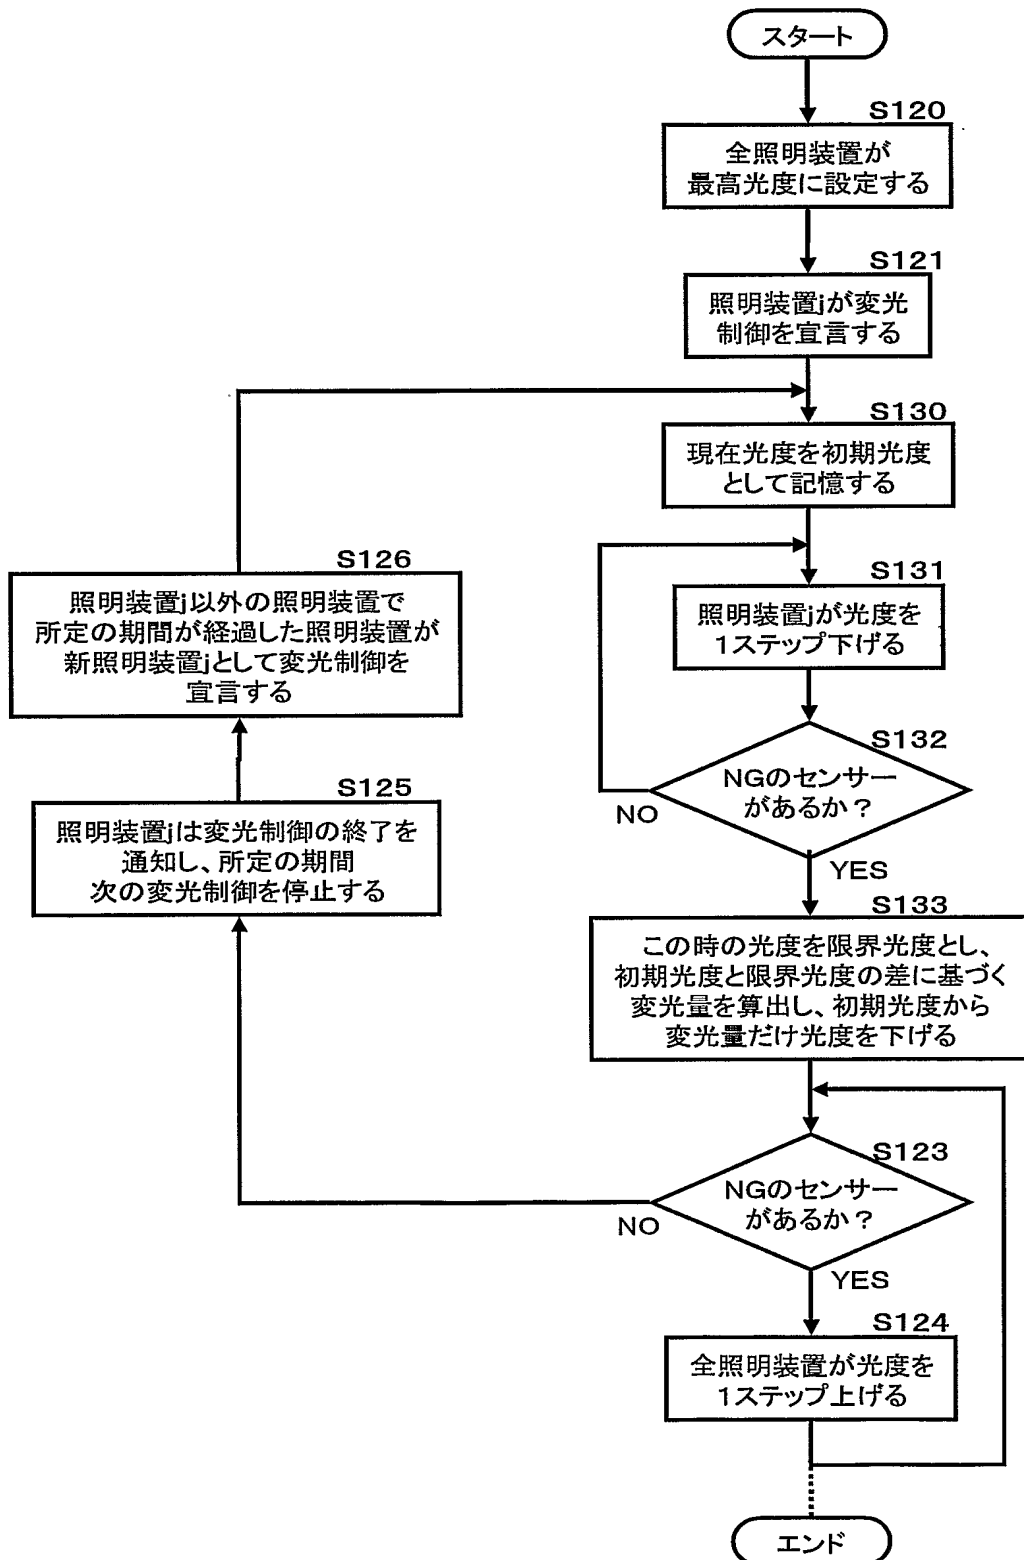 スタート
S120
全照明装置が
最高光度に設定する
S121
照明装置jが変光
制御を宣言する
S130
現在光度を初期光度
として記憶する
S131
照明装置jが光度を
1ステップ下げる
S132
NGのセンサー
があるか？
NO
YES
S133
この時の光度を限界光度とし、
初期光度と限界光度の差に基づく
変光量を算出し、初期光度から
変光量だけ光度を下げる
S123
NGのセンサー
があるか？
NO
YES
S124
全照明装置が光度を
1ステップ上げる
エンド
S125
照明装置jは変光制御の終了を
通知し、所定の期間
次の変光制御を停止する
S126
照明装置j以外の照明装置で
所定の期間が経過した照明装置が
新照明装置jとして変光制御を
宣言する